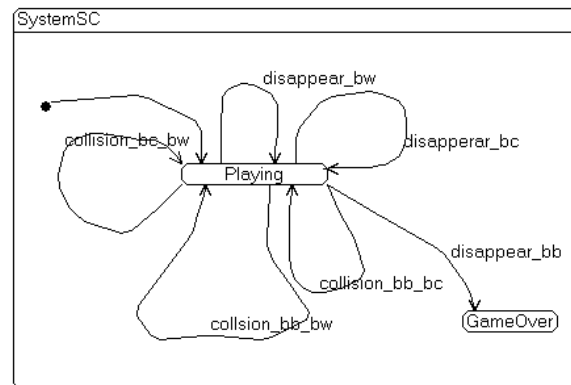 SystemSC
disappear_bw
collision_bc_bw
disapperar_bc
Playing
disappear_bb
collision_bb_bc
collsion_bb_bw
GameOver